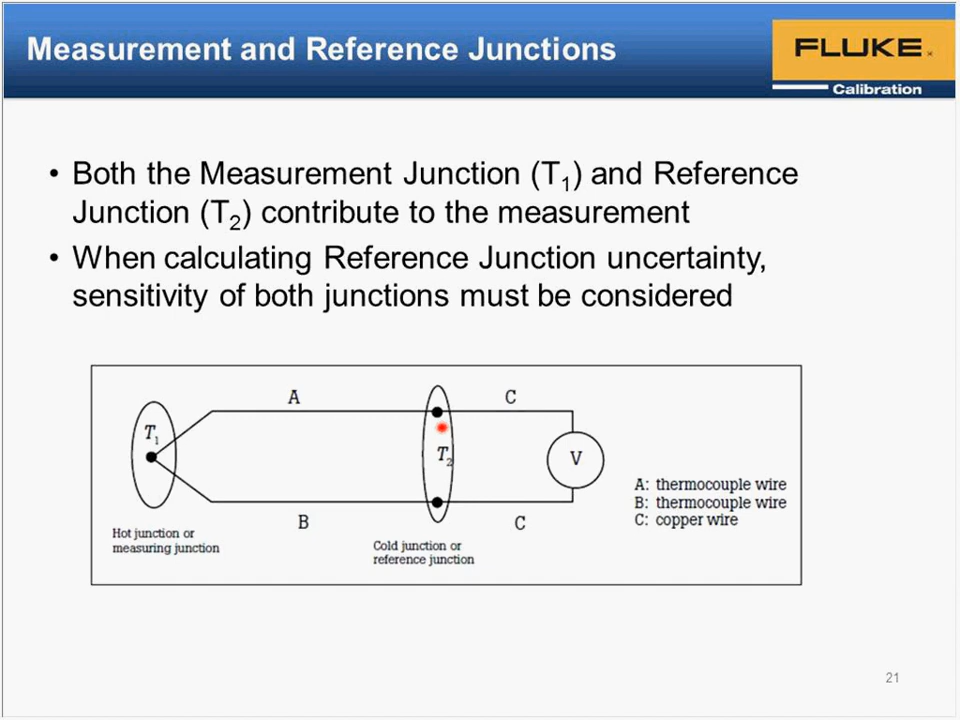 Measurement and Reference Junctions
FLUKE
Calibration
• Both the Measurement Junction (T1) and Reference
Junction (T2) contribute to the measurement
• When calculating Reference Junction uncertainty,
sensitivity of both junctions must be considered
A
C
T1
T2
V
A: thermocouple wire
B: thermocouple wire
C: copper wire
B
C
Hot junction or
measuring junction
Cold junction or
reference junction
21